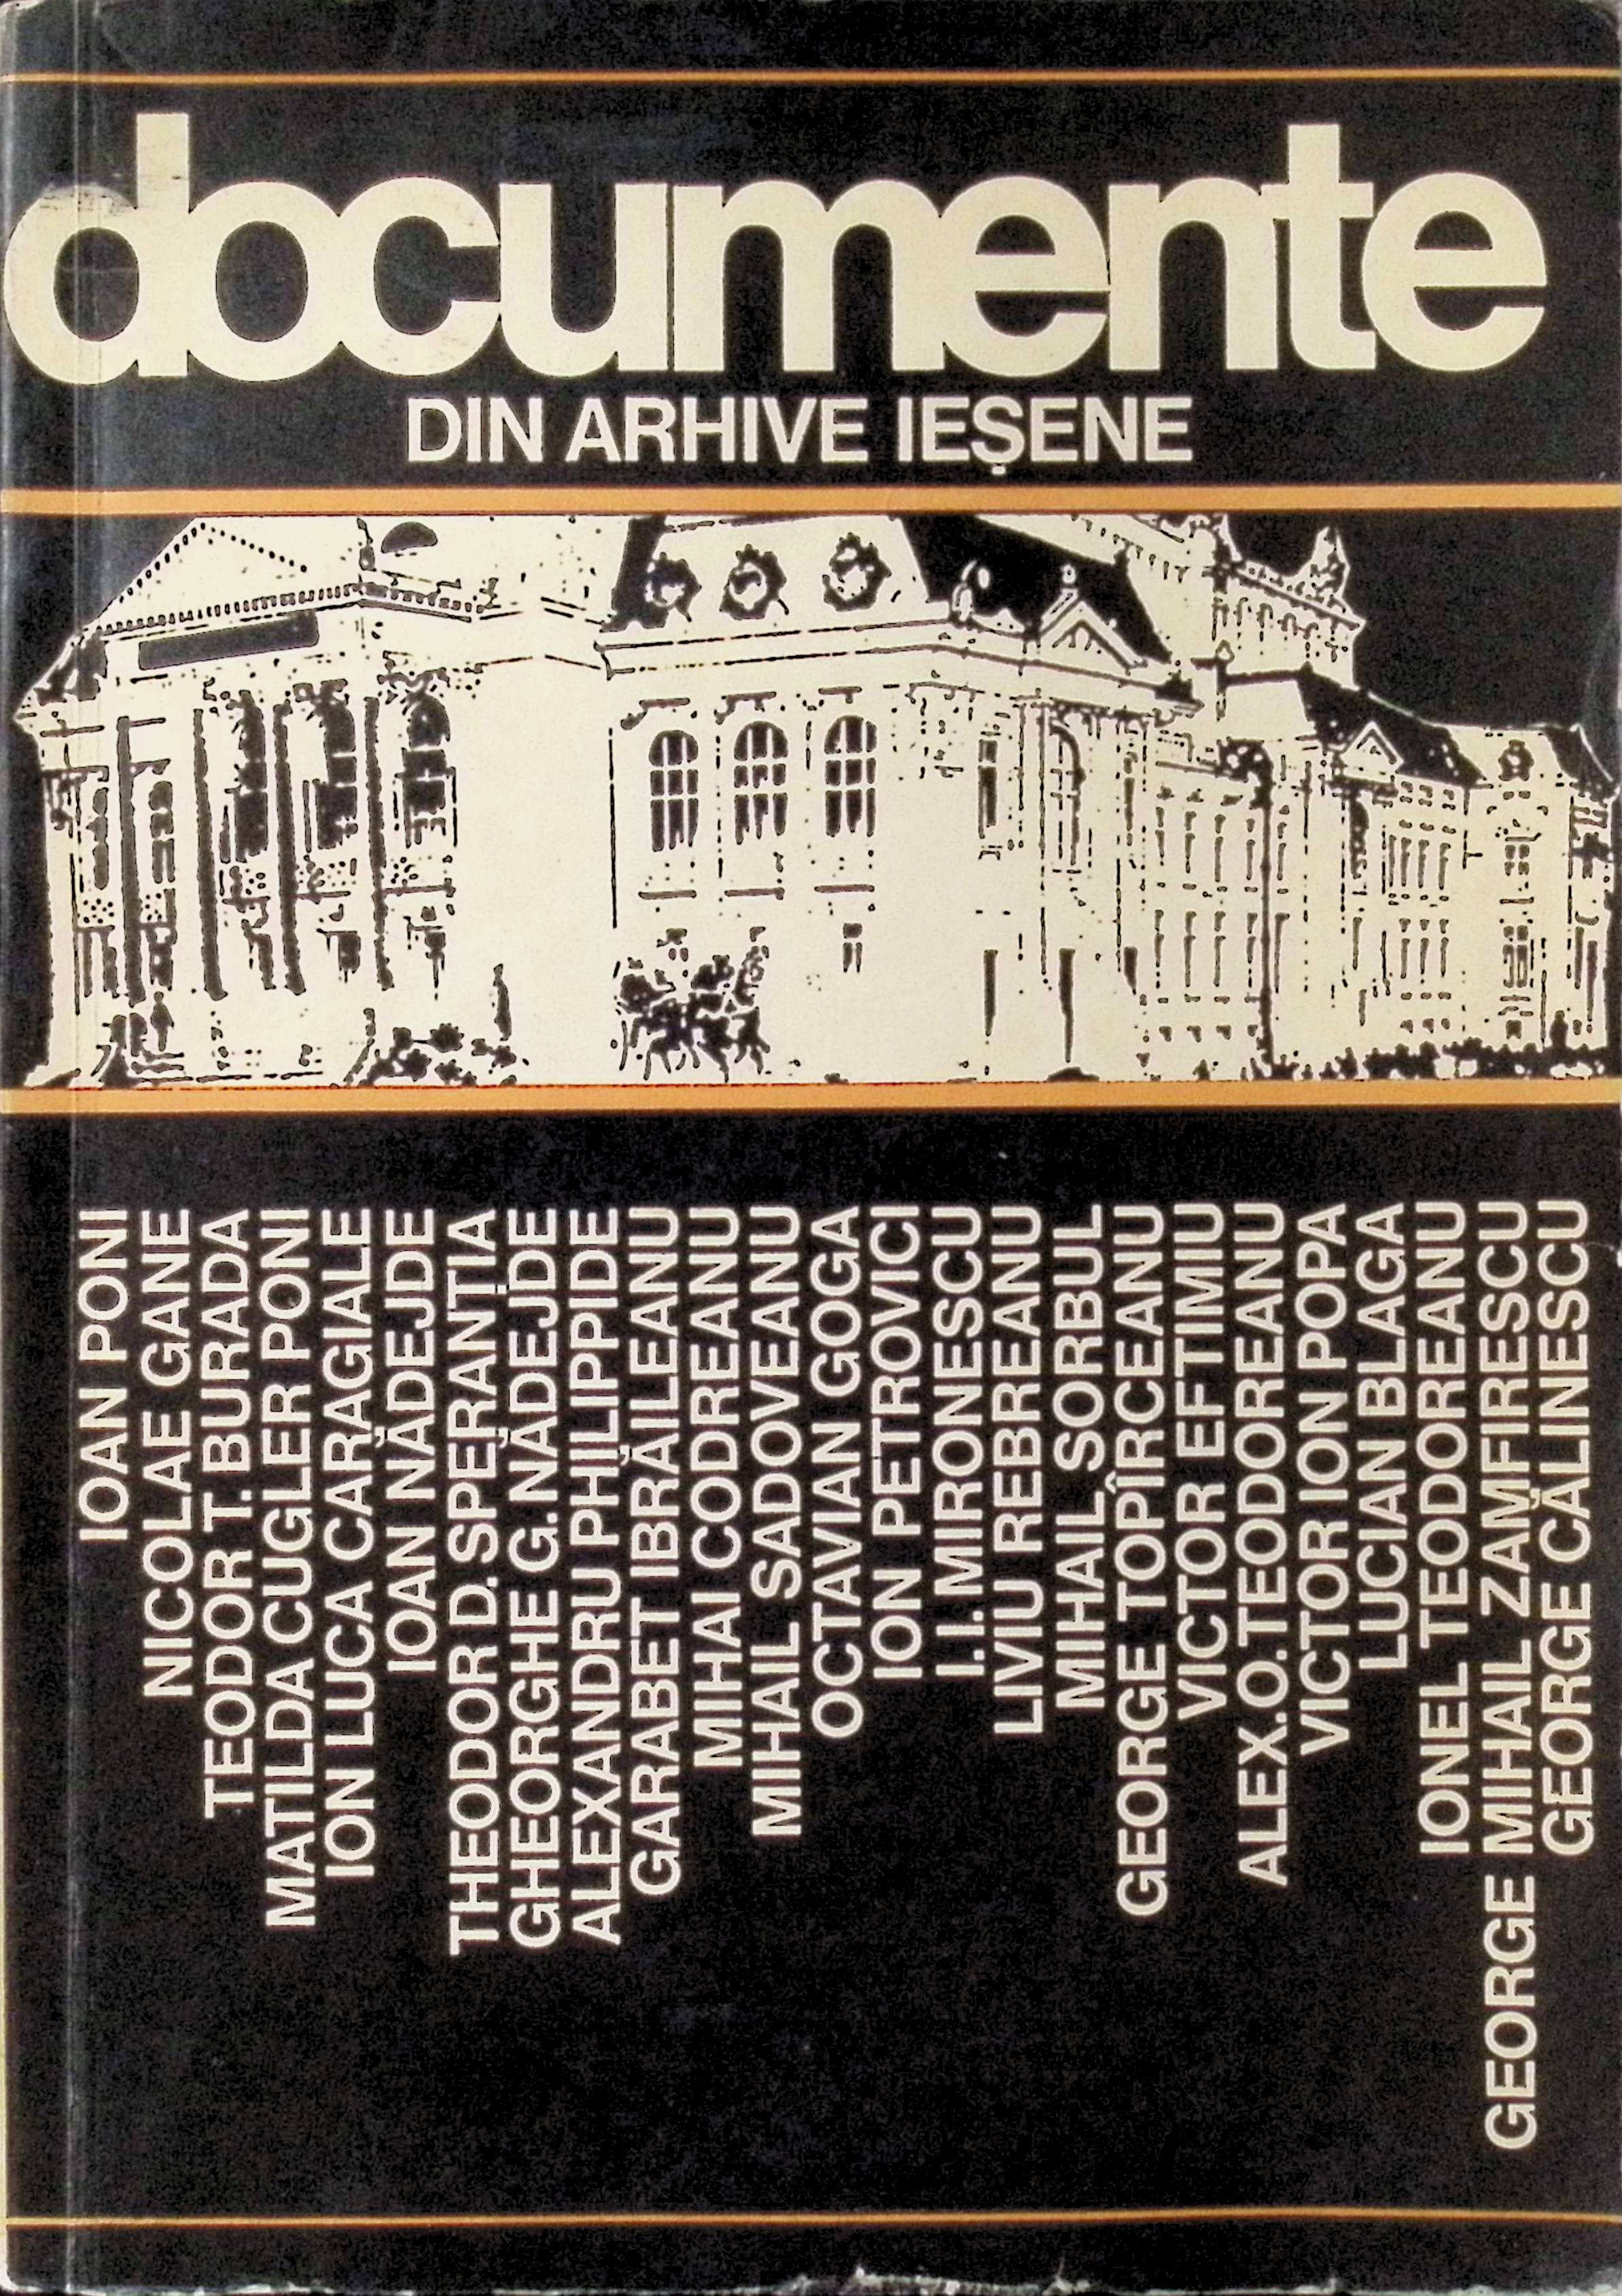 documente
DIN ARHIVE IEȘENE
IOAN PONI
NICOLAE GANE
TEODOR T. BURADA
MATILDA CUGLER PONI
ION LUCA CARAGIALE
IOAN NĂDEJDE
THEODOR D. SPERANȚIA
GHEORGHE G. NĂDEJDE
ALEXANDRU PHILIPPIDE
GARABET IBRĂILEANU
MIHAI CODREANU
MIHAIL SADOVEANU
OCTAVIAN GOGA
ION PETROVICI
I.I. MIRONESCU
LIVIU REBREANU
MIHAIL SORBUL
GEORGE TOPÎRCEANU
VICTOR EFTIMIU
ALEX.O.TEODOREANU
VICTOR ION POPA
LUCIAN BLAGA
IONEL TEODOREANU
GEORGE MIHAIL ZAMFIRESCU
GEORGE CĂLINESCU